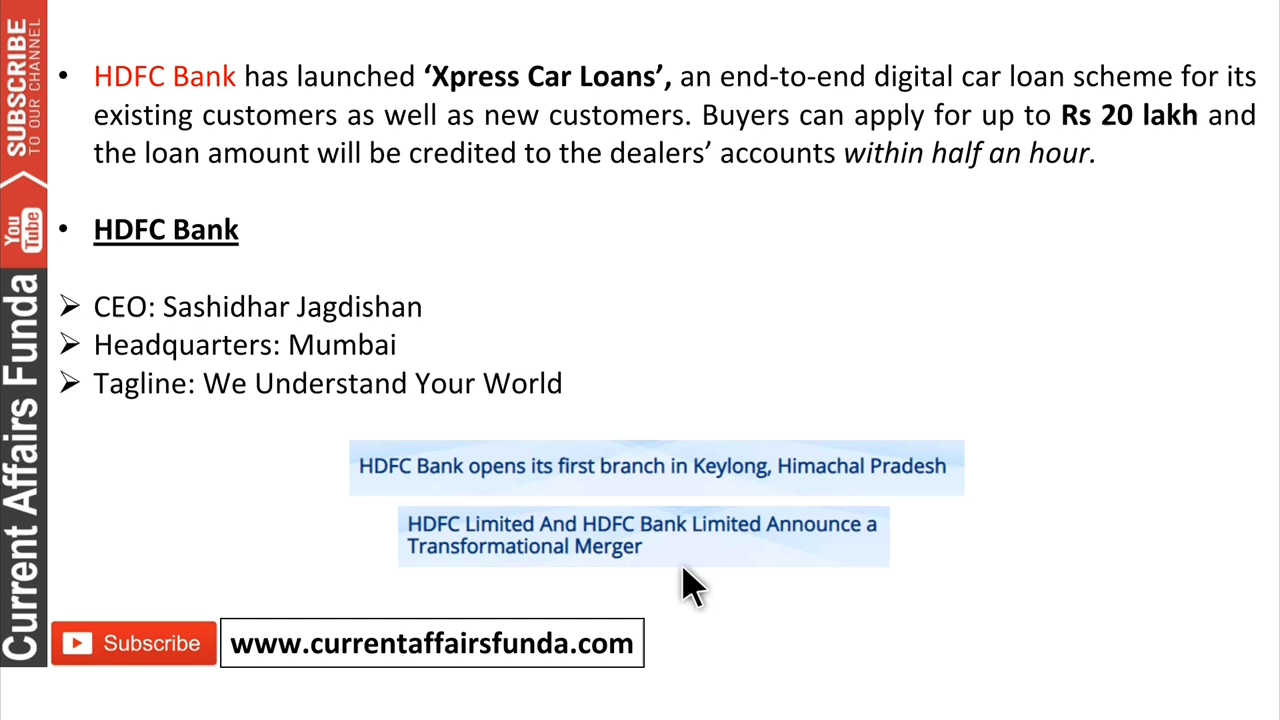 SUBSCRIBE
TO OUR CHANNEL
You
Tube
Current Affairs Funda
• HDFC Bank has launched ‘Xpress Car Loans’, an end-to-end digital car loan scheme for its
existing customers as well as new customers. Buyers can apply for up to Rs 20 lakh and
the loan amount will be credited to the dealers’ accounts within half an hour.
• HDFC Bank
➢ CEO: Sashidhar Jagdishan
➢ Headquarters: Mumbai
➢ Tagline: We Understand Your World
HDFC Bank opens its first branch in Keylong, Himachal Pradesh
HDFC Limited And HDFC Bank Limited Announce a
Transformational Merger
Subscribe
www.currentaffairsfunda.com